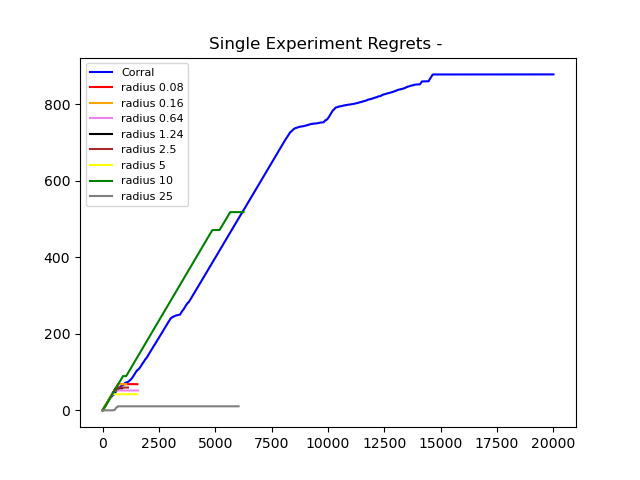 Single Experiment Regrets -
Corral
radius 0.08
radius 0.16
radius 0.64
radius 1.24
radius 2.5
radius 5
radius 10
radius 25
800
600
400
200
0
0 2500 5000 7500 10000 12500 15000 17500 20000